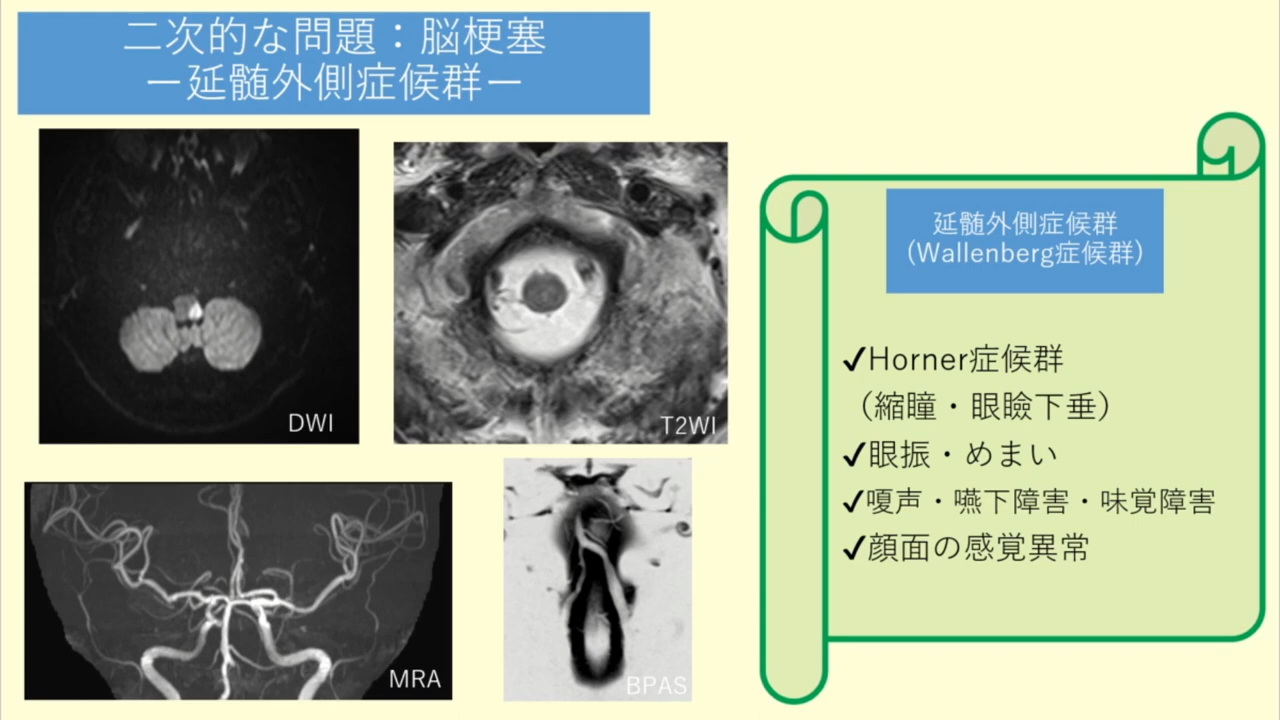 二次的な問題：脳梗塞
ー延髄外側症候群ー
DWI
T2WI
MRA
BPAS
延髄外側症候群
(Wallenberg症候群)
✓Horner症候群
（縮瞳・眼瞼下垂）
✓眼振・めまい
✓嗄声・嚥下障害・味覚障害
✓顔面の感覚異常